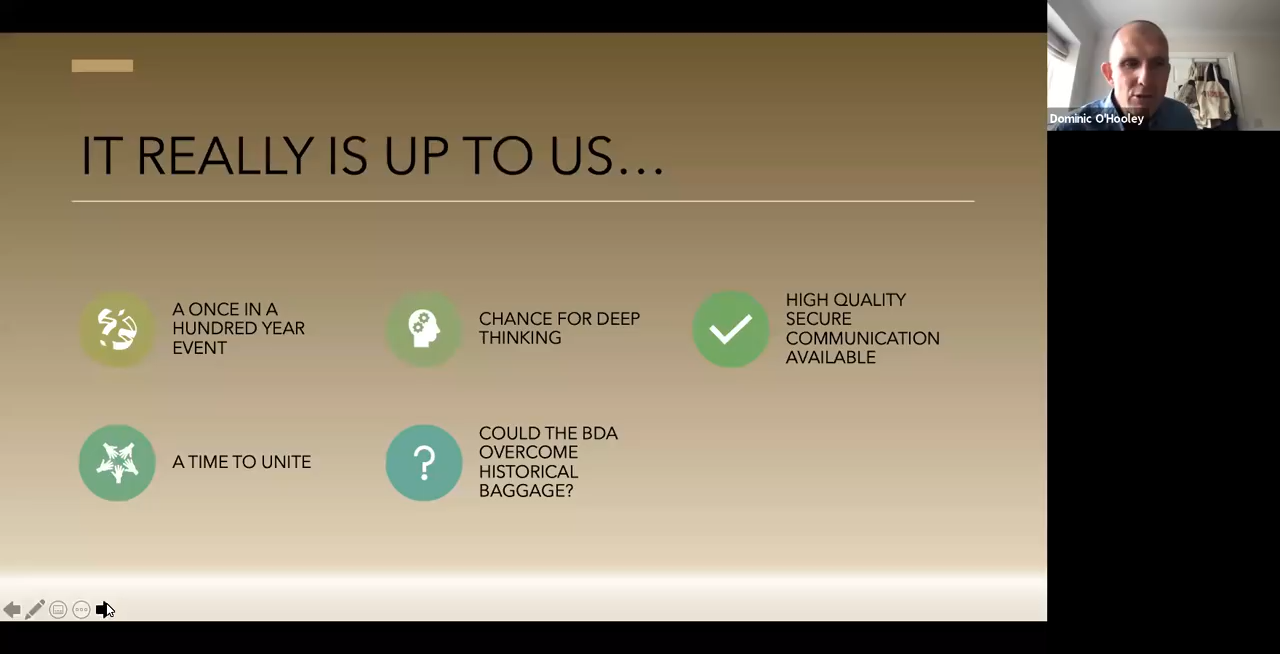 IT REALLY IS UP TO US...
A ONCE IN A
HUNDRED YEAR
EVENT
CHANCE FOR DEEP
THINKING
HIGH QUALITY
SECURE
COMMUNICATION
AVAILABLE
A TIME TO UNITE
?
COULD THE BDA
OVERCOME
HISTORICAL
BAGGAGE?
Dominic O'Hooley